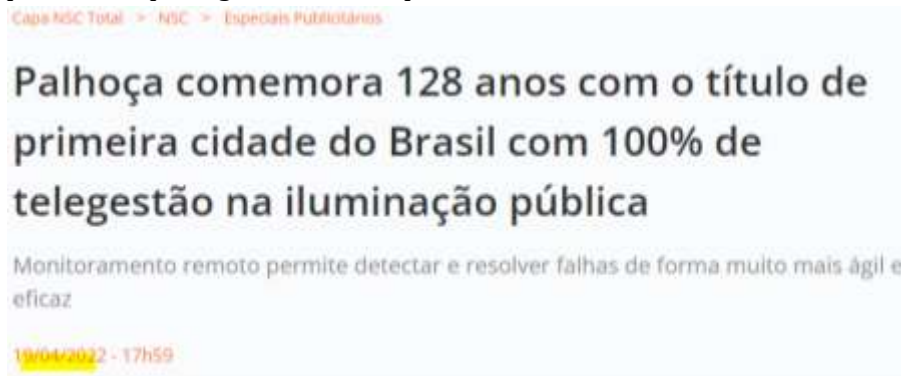 Capa NSC Total > NSC > Especiais Publicitários
Palhoça comemora 128 anos com o título de
primeira cidade do Brasil com 100% de
telegestão na iluminação pública
Monitoramento remoto permite detectar e resolver falhas de forma muito mais ágil e
eficaz
19/04/2022 - 17h59